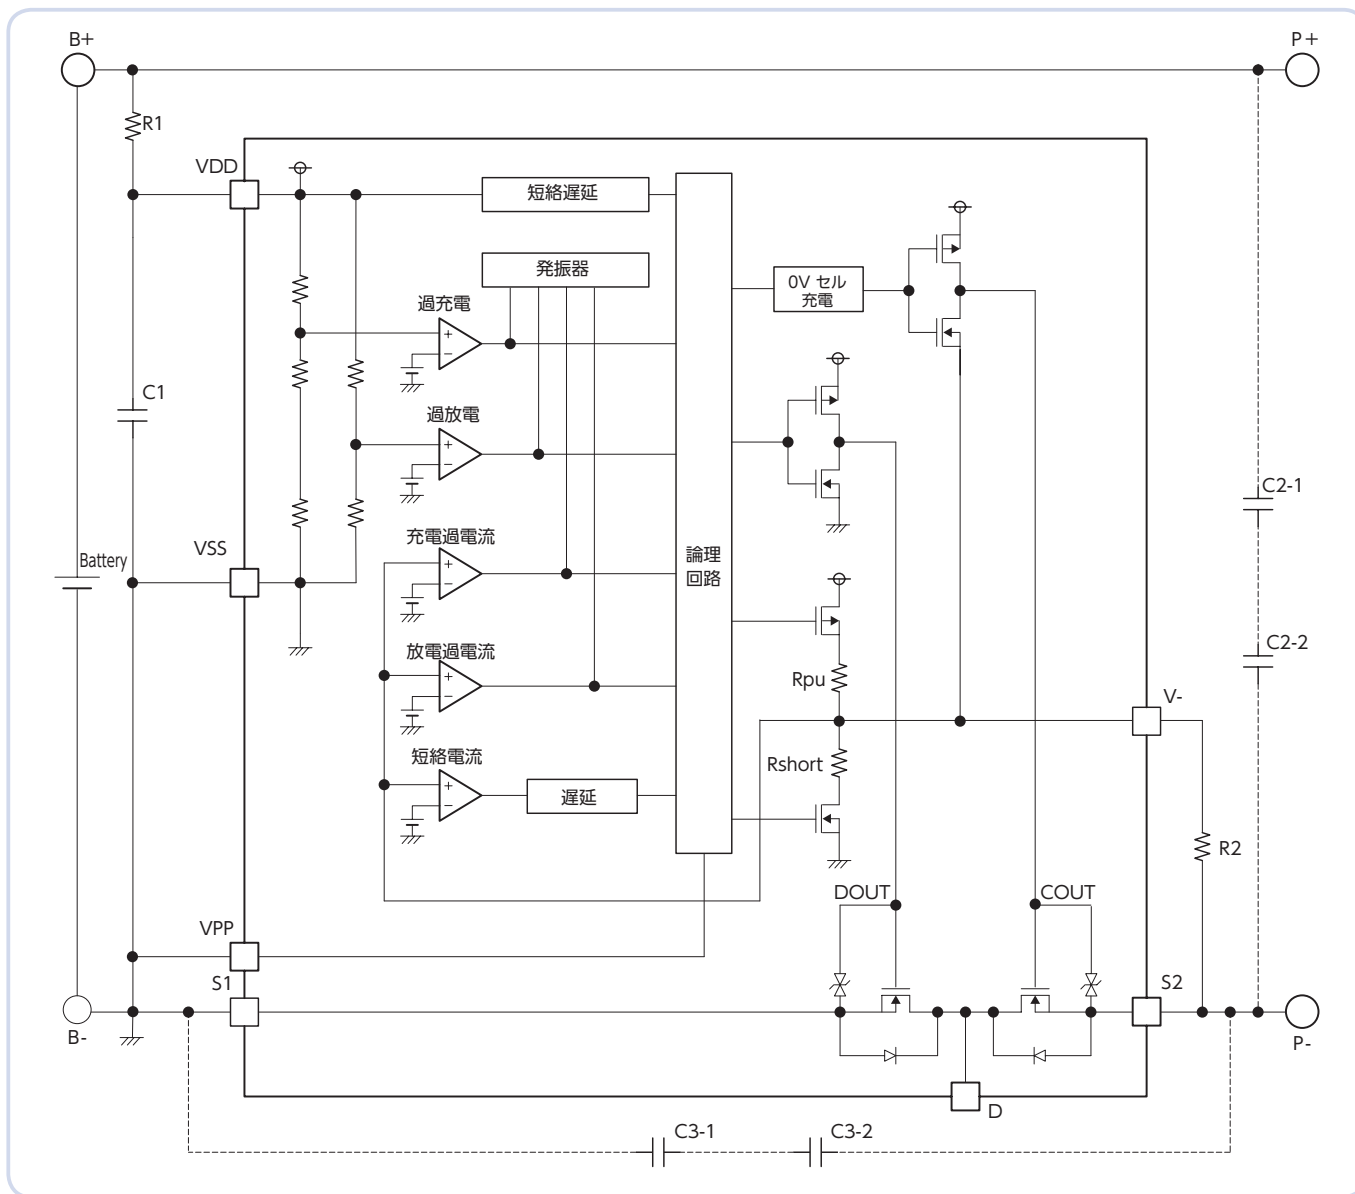 B+
P+
R1
VDD
短絡遅延
発振器
0V セル
充電
過充電
+
−
C1
過放電
+
−
C2-1
充電過電流
VSS
Battery
+
−
論理
回路
放電過電流
+
−
C2-2
Rpu
V-
短絡電流
+
−
遅延
Rshort
R2
DOUT
COUT
VPP
S1
S2
B-
P-
D
C3-1
C3-2